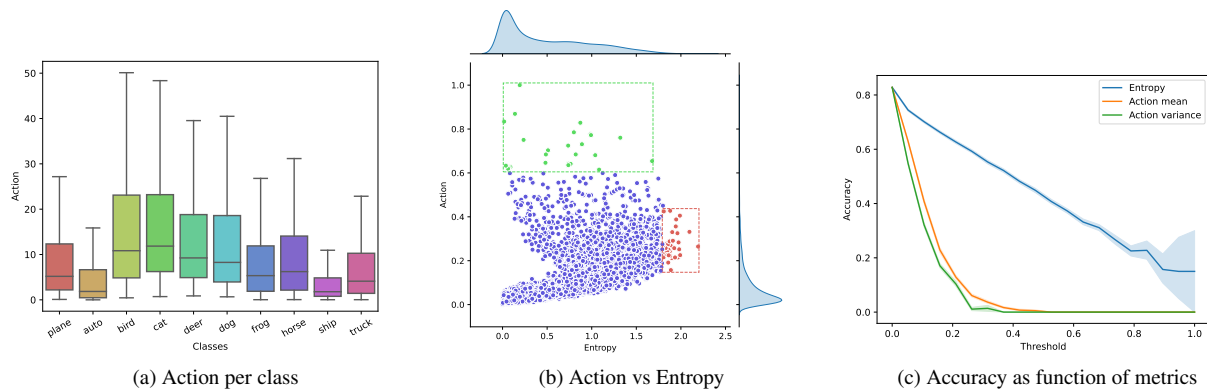 50
40
30
20
10
0
Action
plane
auto
bird
cat
deer
dog
frog
horse
ship
truck
Classes
(a) Action per class
1.0
0.8
0.6
0.4
0.2
0.0
Action
0.0 0.5 1.0 1.5 2.0 2.5
Entropy
(b) Action vs Entropy
Entropy
Action mean
Action variance
0.8
0.6
0.4
0.2
0.0
Accuracy
0.0 0.2 0.4 0.6 0.8 1.0
Threshold
(c) Accuracy as function of metrics